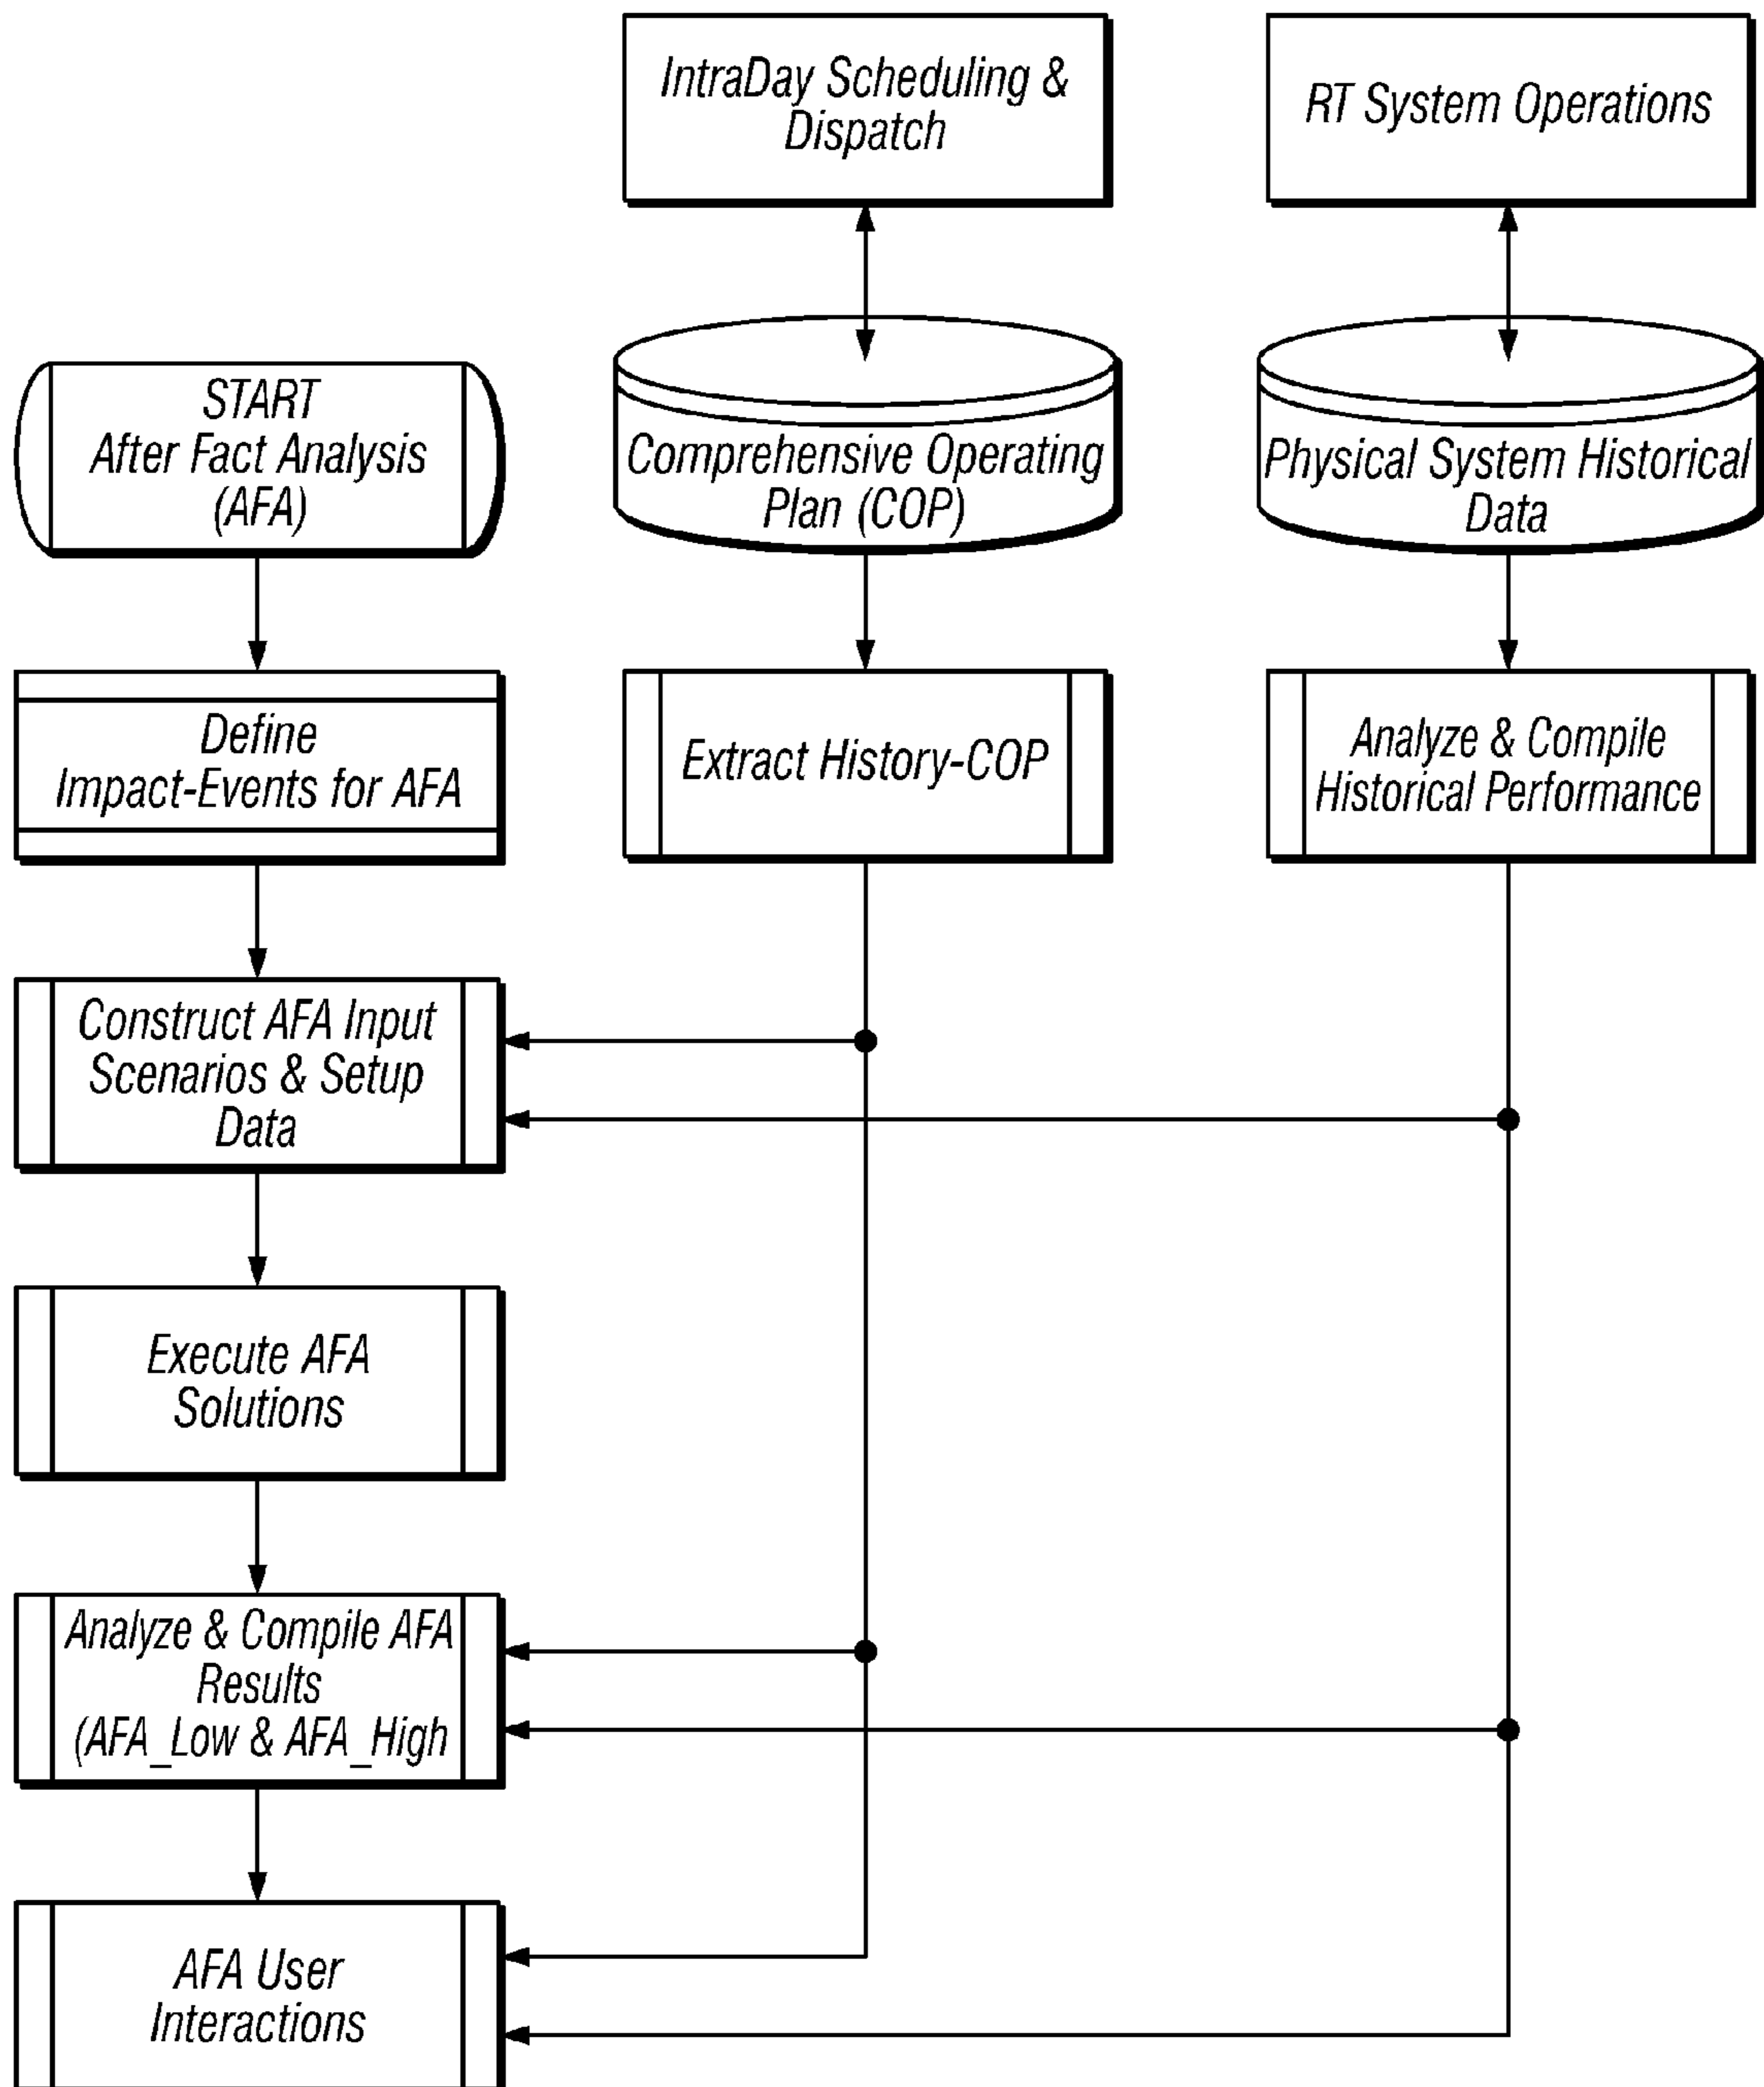 IntraDay Scheduling &
Dispatch
RT System Operations
START
After Fact Analysis
(AFA)
Comprehensive Operating
Plan (COP)
Physical System Historical
Data
Define
Impact-Events for AFA
Extract History-COP
Analyze & Compile
Historical Performance
Construct AFA Input
Scenarios & Setup
Data
Execute AFA
Solutions
Analyze & Compile AFA
Results
(AFA_Low & AFA_High
AFA User
Interactions